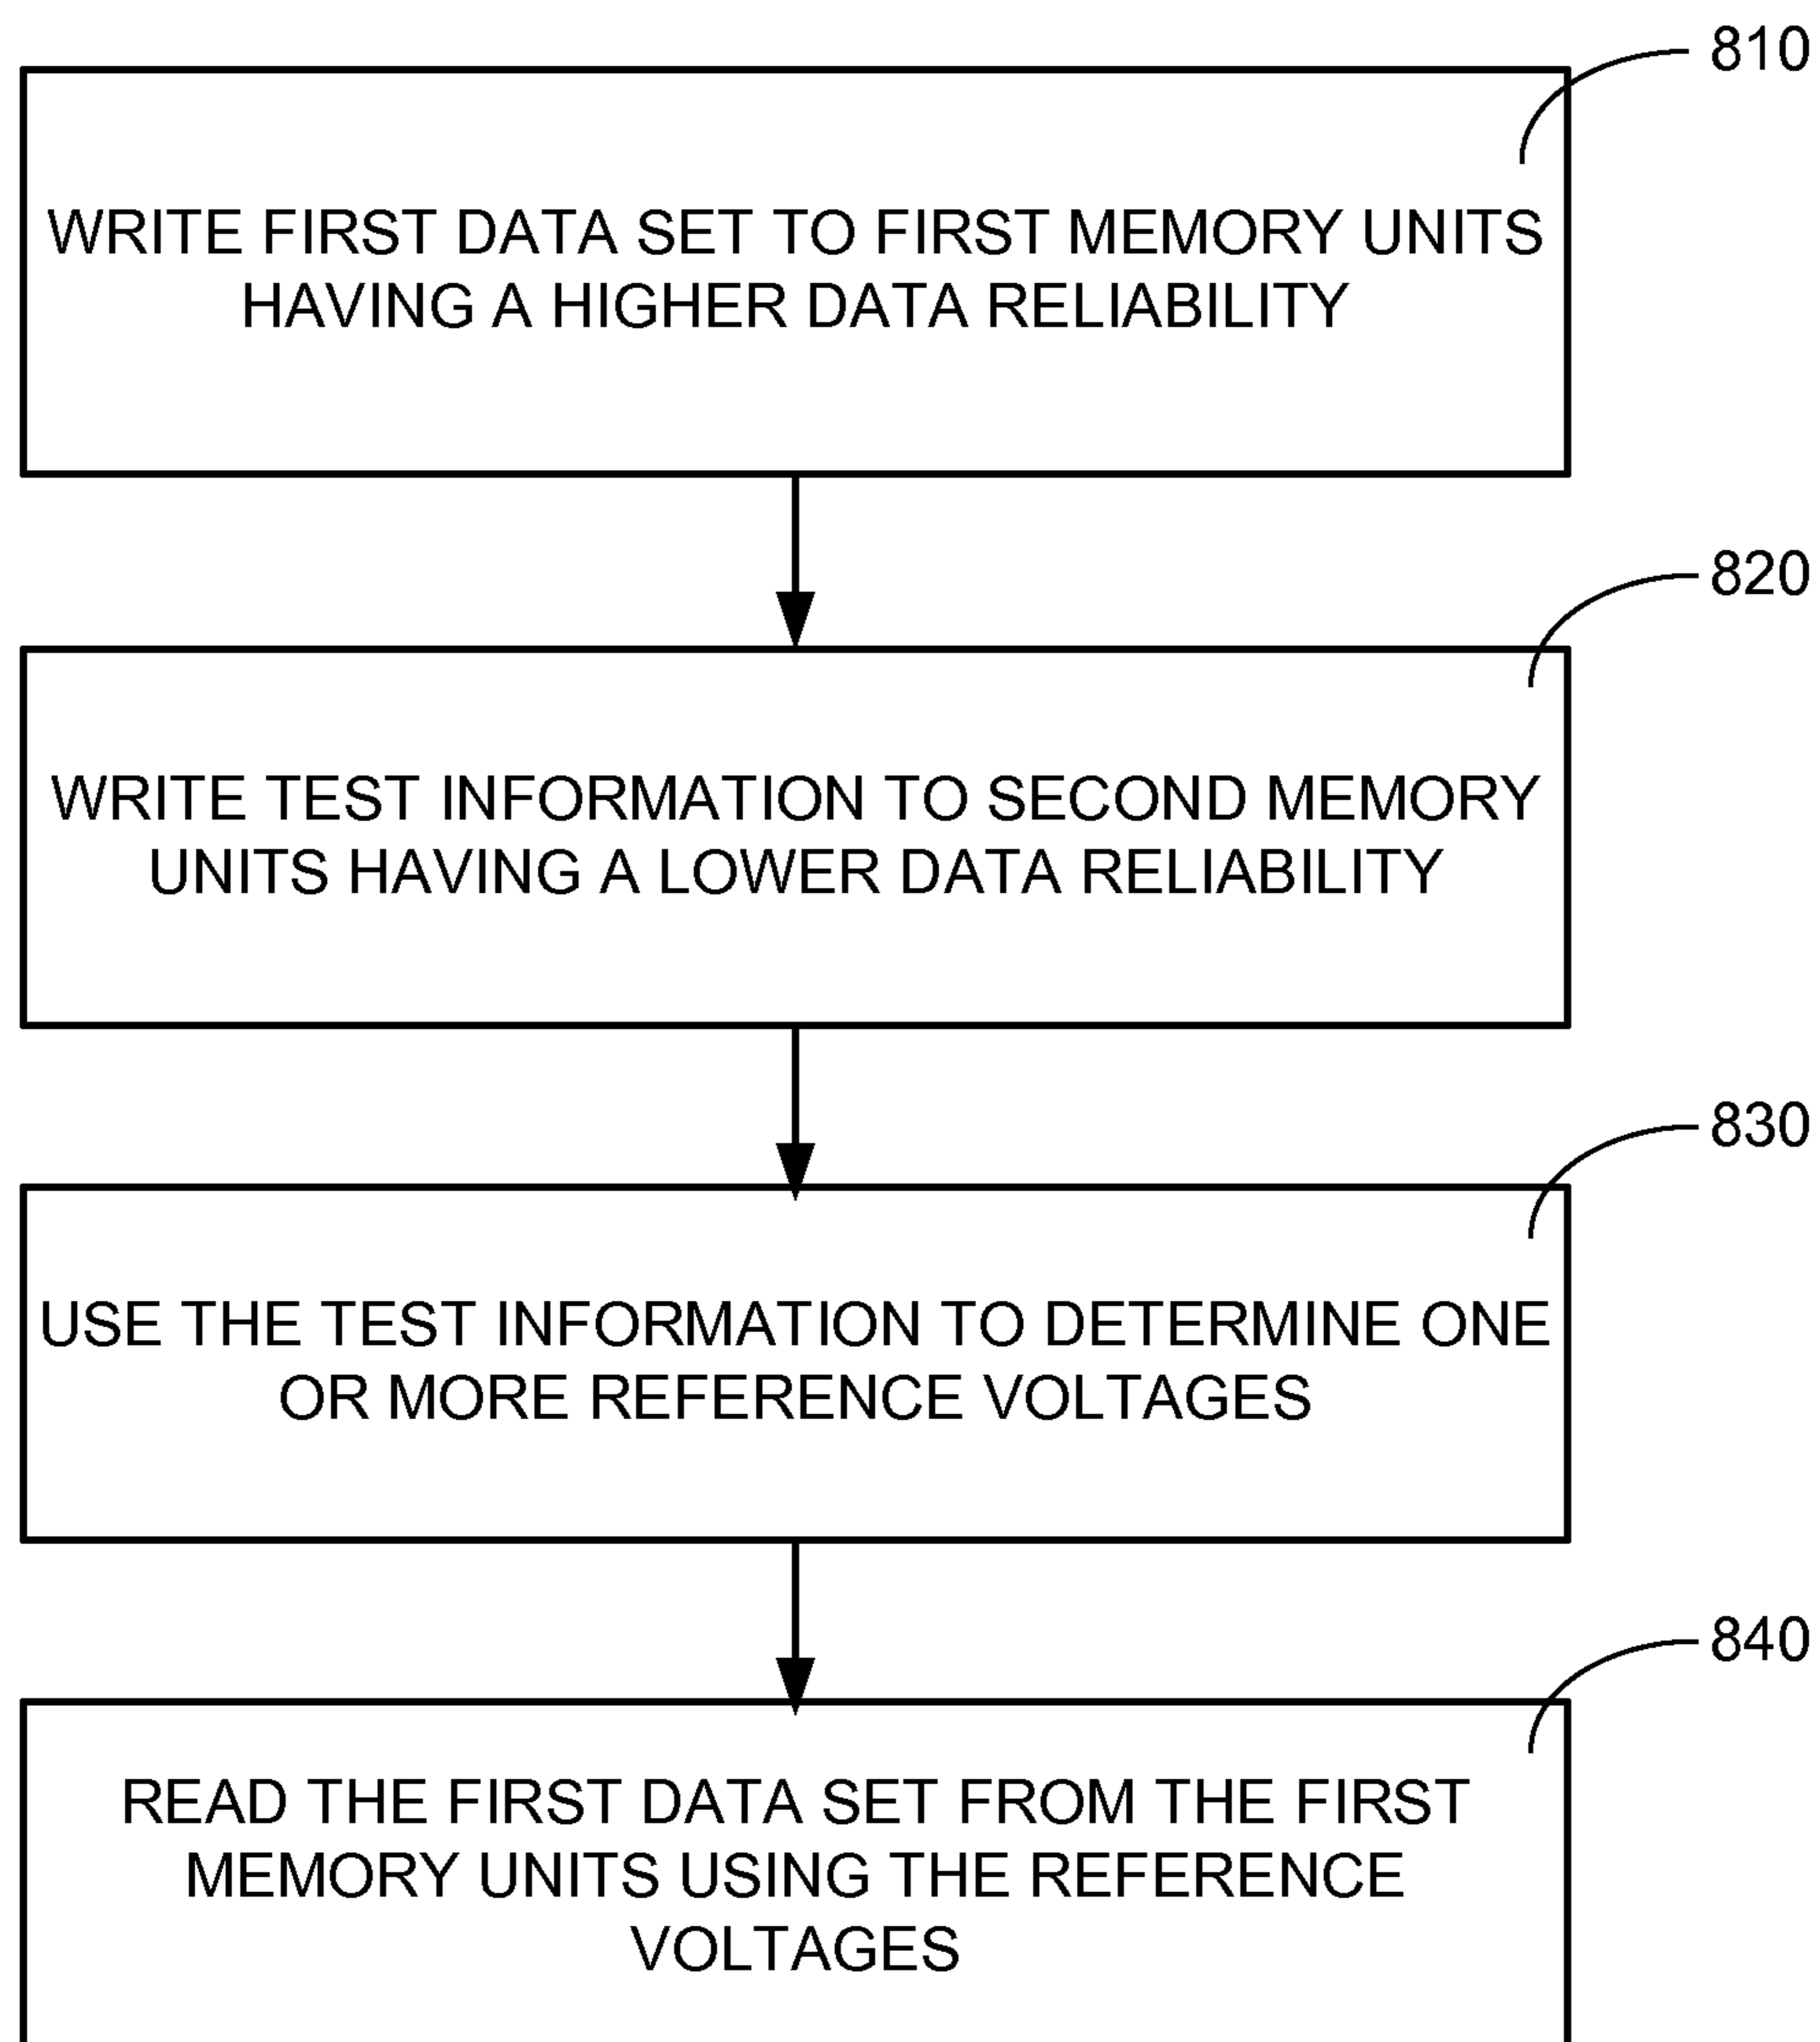 810
WRITE FIRST DATA SET TO FIRST MEMORY UNITS
HAVING A HIGHER DATA RELIABILITY
820
WRITE TEST INFORMATION TO SECOND MEMORY
UNITS HAVING A LOWER DATA RELIABILITY
830
USE THE TEST INFORMATION TO DETERMINE ONE
OR MORE REFERENCE VOLTAGES
840
READ THE FIRST DATA SET FROM THE FIRST
MEMORY UNITS USING THE REFERENCE
VOLTAGES